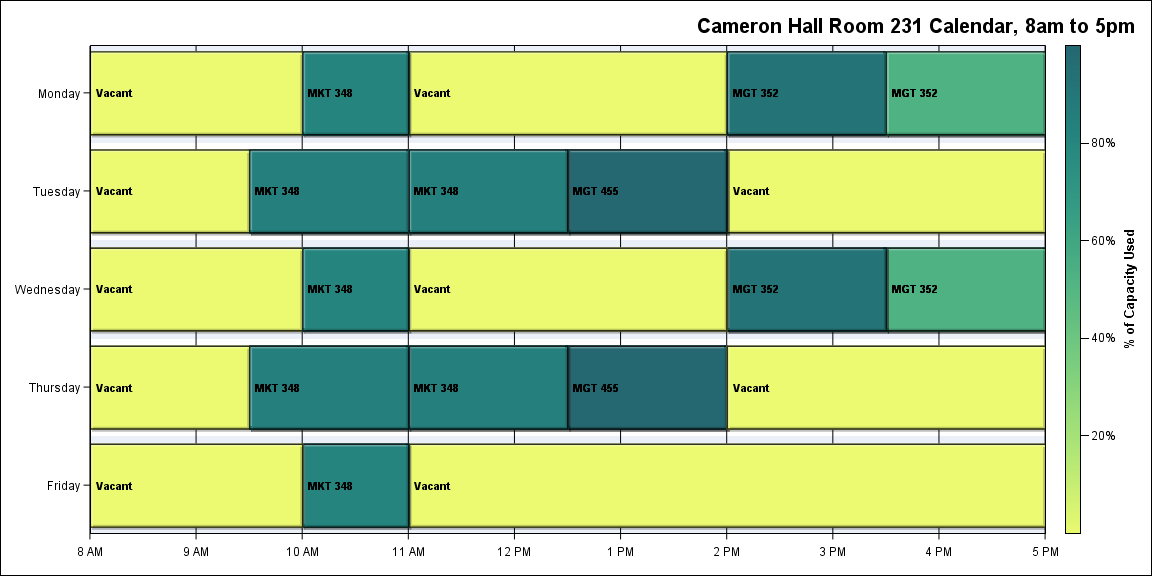 Cameron Hall Room 231 Calendar, 8am to 5pm
Monday
Vacant
MKT 348
Vacant
MGT 352
MGT 352
Tuesday
Vacant
MKT 348
MKT 348
MGT 455
Vacant
Wednesday
Vacant
MKT 348
Vacant
MGT 352
MGT 352
Thursday
Vacant
MKT 348
MKT 348
MGT 455
Vacant
Friday
Vacant
MKT 348
Vacant
8 AM
9 AM
10 AM
11 AM
12 PM
1 PM
2 PM
3 PM
4 PM
5 PM
80%
60%
40%
20%
% of Capacity Used